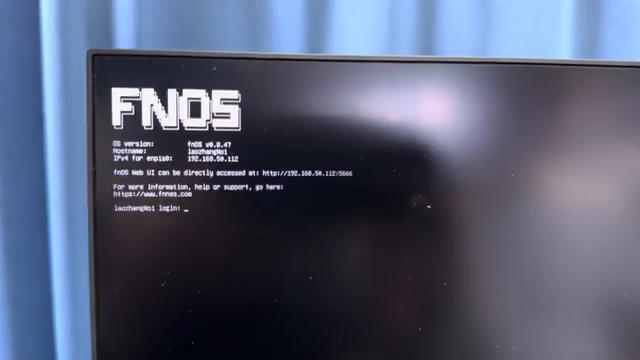 FNOS
OS version: fnOS v0.8.47
Hostname: laozhangNo1
IPv4 for enp1s0: 192.168.50.112
fnOS Web UI can be directly accessed at: http://192.168.50.112:5666
For more information, help or support, go here:
https://www.fnnas.com
laozhangNo1 login: _